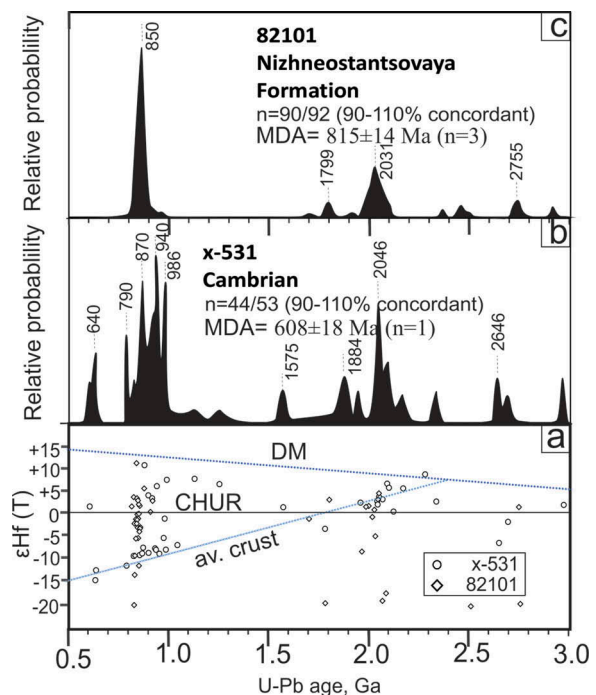 c
850
82101
Nizhneostantsovaya
Formation
n=90/92 (90-110% concordant)
MDA= 815±14 Ma (n=3)
1799
2031
2755
Relative probablility
b
640
790
870
940
986
x-531
Cambrian
n=44/53 (90-110% concordant)
MDA= 608±18 Ma (n=1)
1575
1884
2046
2646
Relative probablility
a
+15
+10
+5
0
-5
-10
-15
-20
εHf (T)
DM
CHUR
av. crust
x-531
82101
0.5 1.0 1.5 2.0 2.5 3.0
U-Pb age, Ga